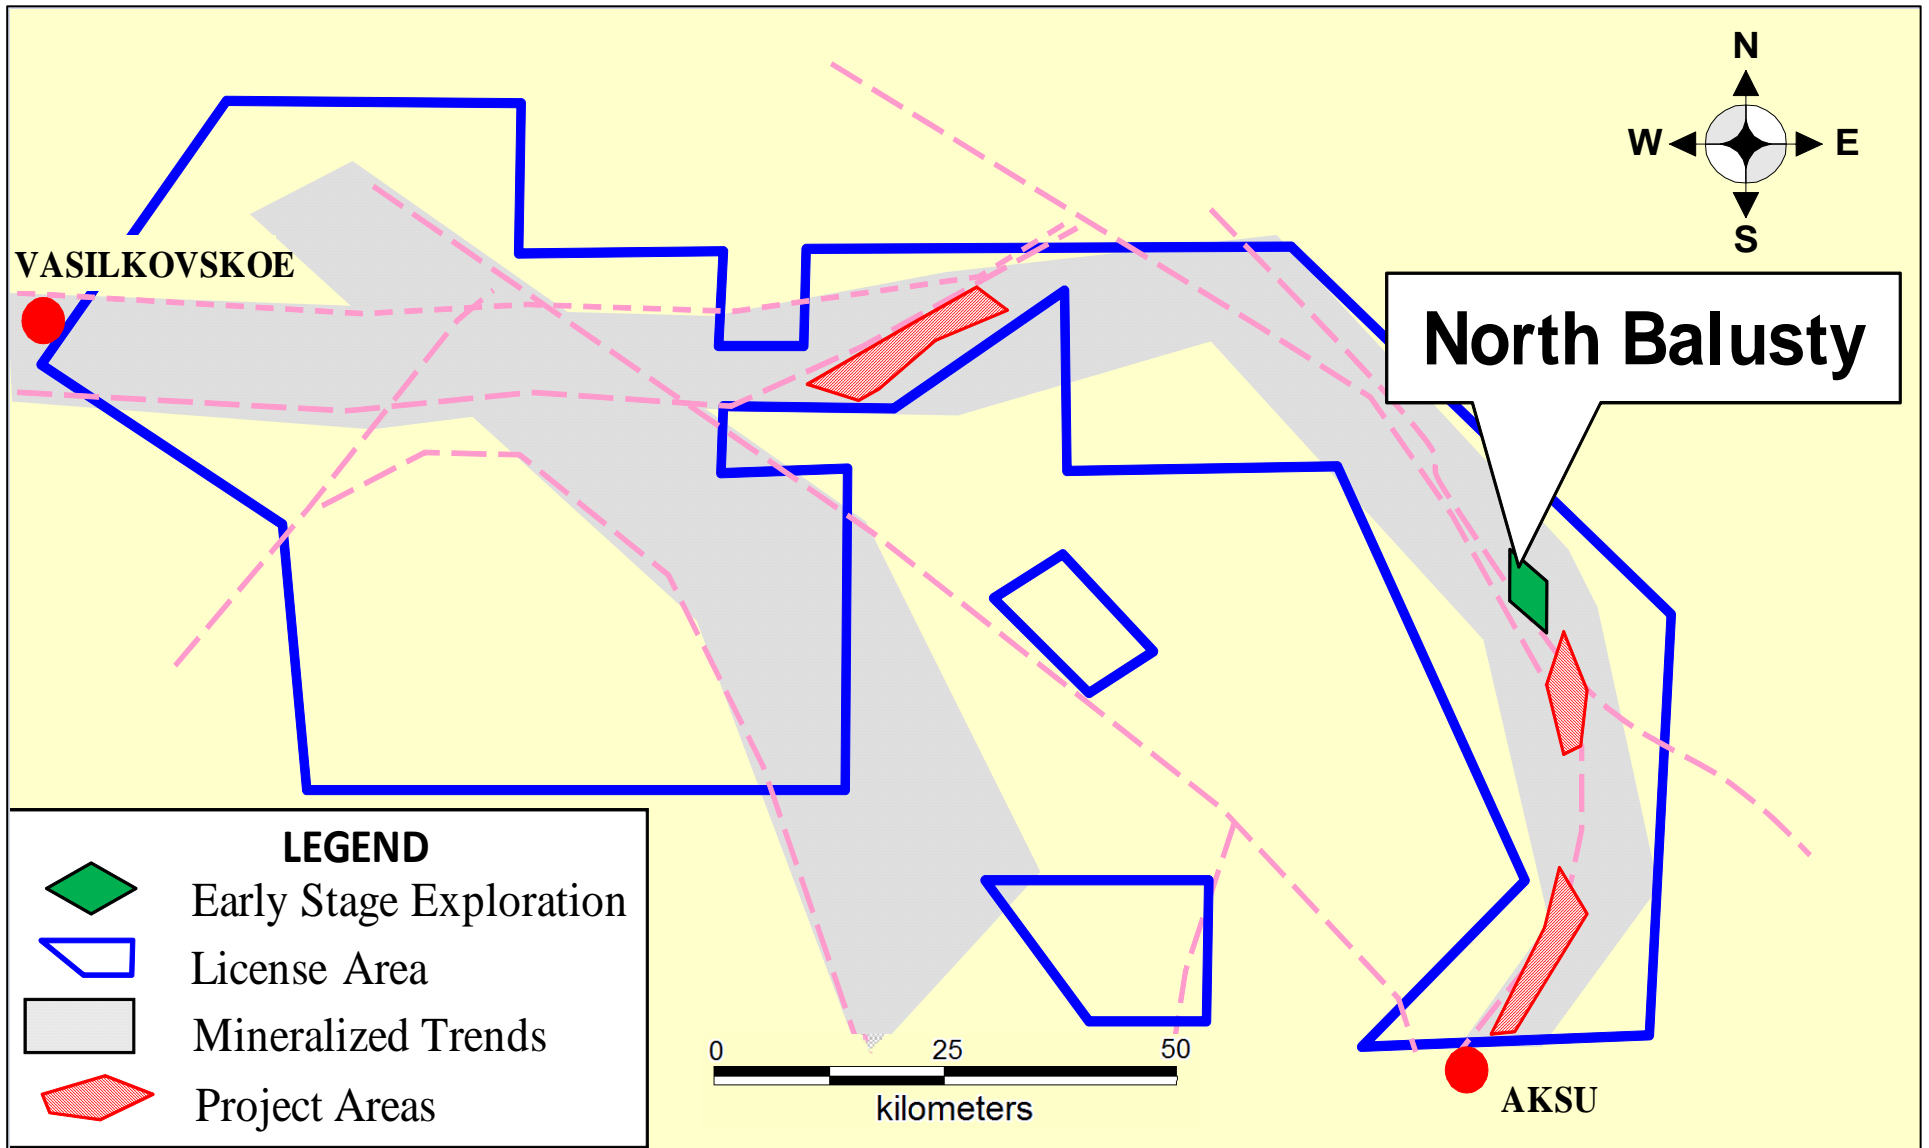 N
W E
S
VASILKOVSKOE
North Balusty
LEGEND
Early Stage Exploration
License Area
Mineralized Trends
Project Areas
0 25 50
kilometers
AKSU